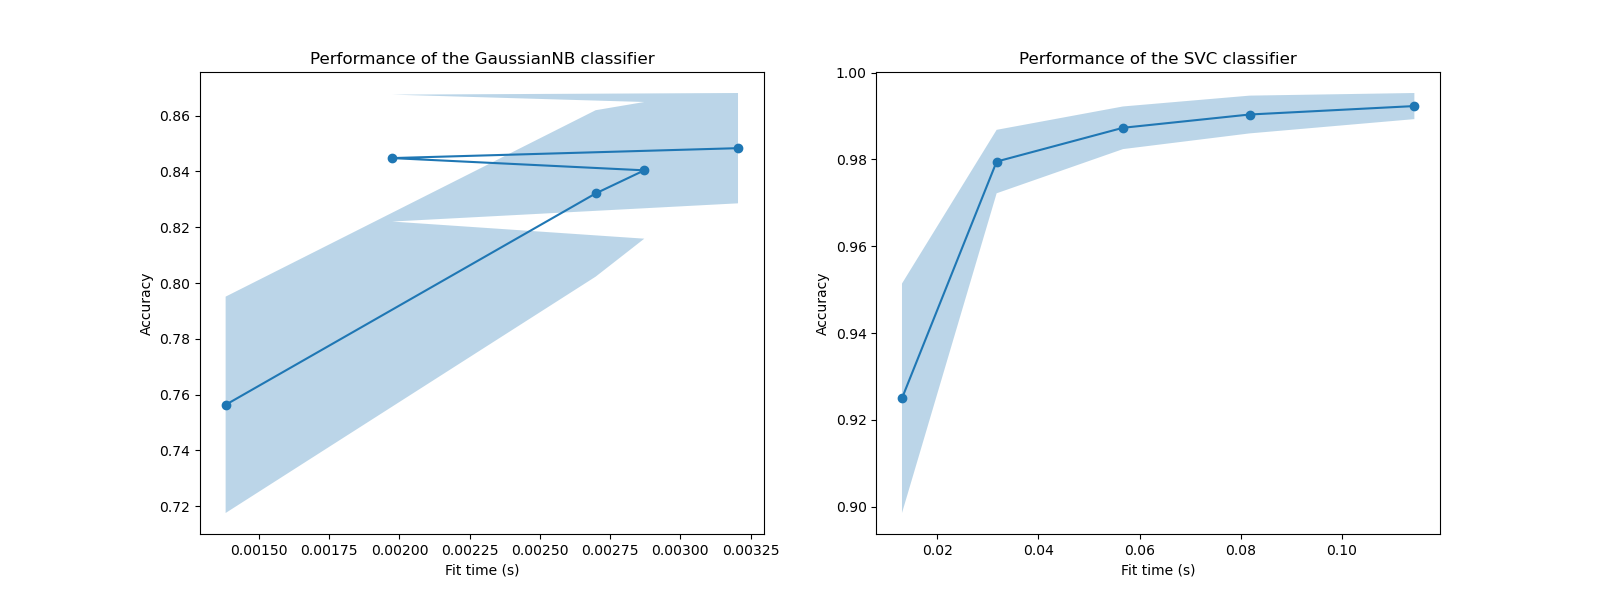 Performance of the GaussianNB classifier
Accuracy
0.86
0.84
0.82
0.80
0.78
0.76
0.74
0.72
0.00150 0.00175 0.00200 0.00225 0.00250 0.00275 0.00300 0.00325
Fit time (s)
Performance of the SVC classifier
Accuracy
1.00
0.98
0.96
0.94
0.92
0.90
0.02 0.04 0.06 0.08 0.10
Fit time (s)